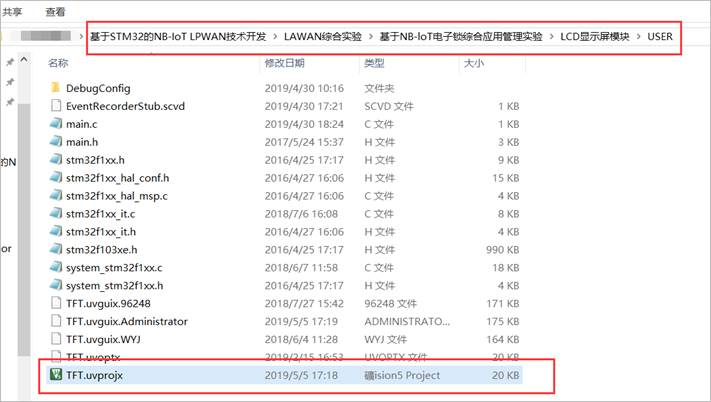 共享 查看
基于STM32的NB-IoT LPWAN技术开发 > LAWAN综合实验 > 基于NB-IoT电子锁综合应用管理实验 > LCD显示屏模块 > USER
名称 修改日期 类型 大小
DebugConfig 2019/4/30 10:16 文件夹
EventRecorderStub.scvd 2019/4/30 17:21 SCVD 文件 1 KB
main.c 2019/4/30 18:24 C 文件 1 KB
main.h 2017/5/24 15:37 H 文件 3 KB
stm32f1xx.h 2016/4/25 17:17 H 文件 9 KB
stm32f1xx_hal_conf.h 2016/4/27 16:06 H 文件 15 KB
stm32f1xx_hal_msp.c 2016/4/27 16:06 C 文件 4 KB
stm32f1xx_it.c 2018/7/6 16:08 C 文件 8 KB
stm32f1xx_it.h 2016/4/27 16:06 H 文件 4 KB
stm32f103xe.h 2016/4/25 17:17 H 文件 990 KB
system_stm32f1xx.c 2018/6/7 11:58 C 文件 18 KB
system_stm32f1xx.h 2016/4/25 17:17 H 文件 4 KB
TFT.uvguix.96248 2018/7/27 15:42 96248 文件 171 KB
TFT.uvguix.Administrator 2019/5/5 17:19 ADMINISTRATO... 175 KB
TFT.uvguix.WYJ 2018/6/4 11:28 WYJ 文件 164 KB
TFT.uvoptx 2019/2/15 16:53 UVOPTX 文件 20 KB
TFT.uvprojx 2019/5/5 17:18 礦ision5 Project 20 KB
的N
or